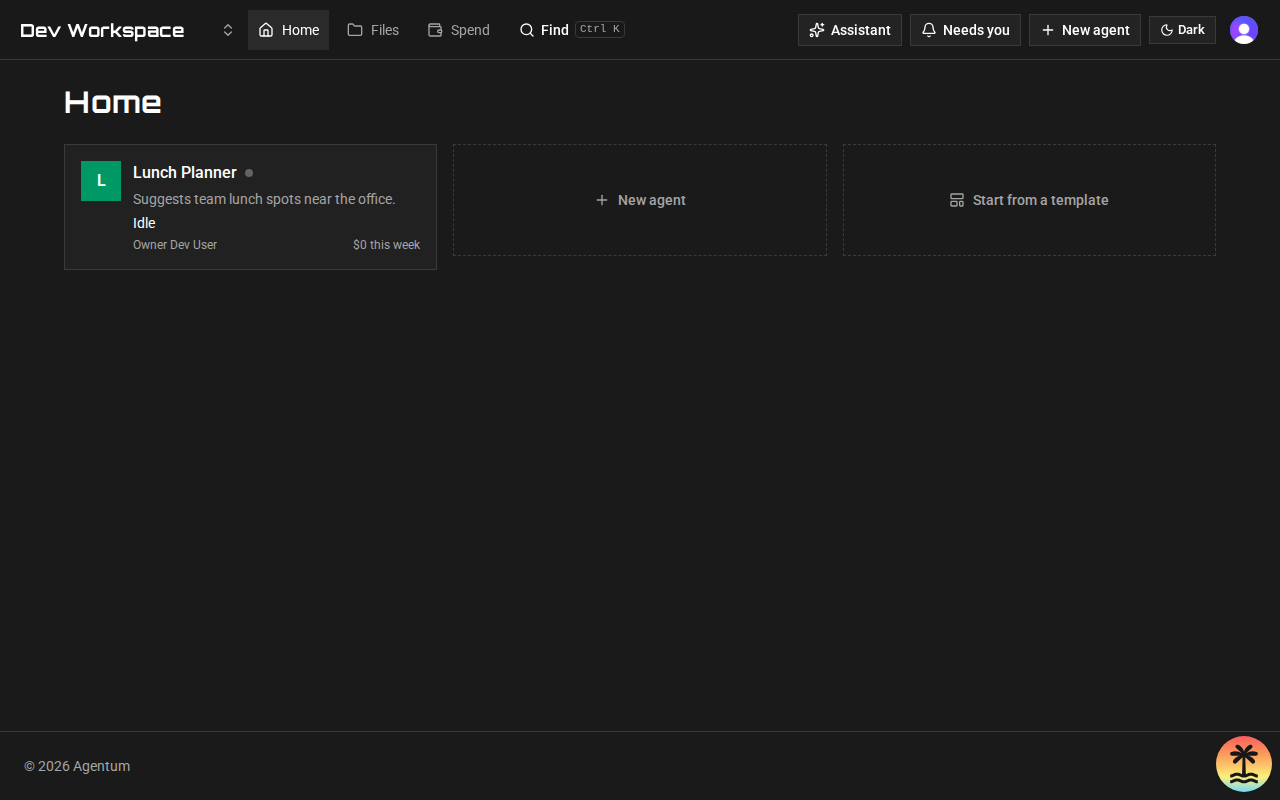 Dev Workspace
Home
Files
Spend
Find Ctrl K
Assistant
Needs you
New agent
Dark
Home
L
Lunch Planner
Suggests team lunch spots near the office.
Idle
Owner Dev User
$0 this week
New agent
Start from a template
© 2026 Agentum